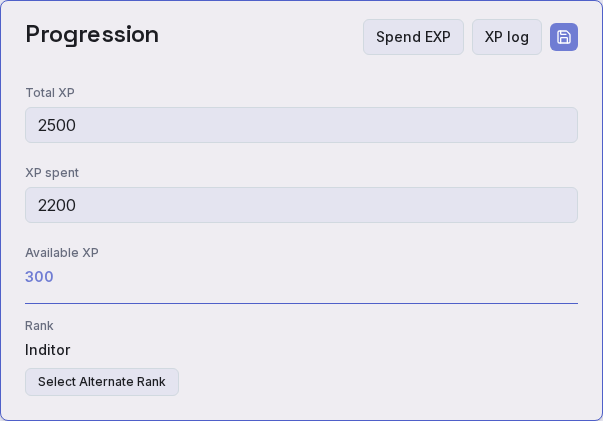 Progression
Spend EXP
XP log
Total XP
2500
XP spent
2200
Available XP
300
Rank
Inditor
Select Alternate Rank